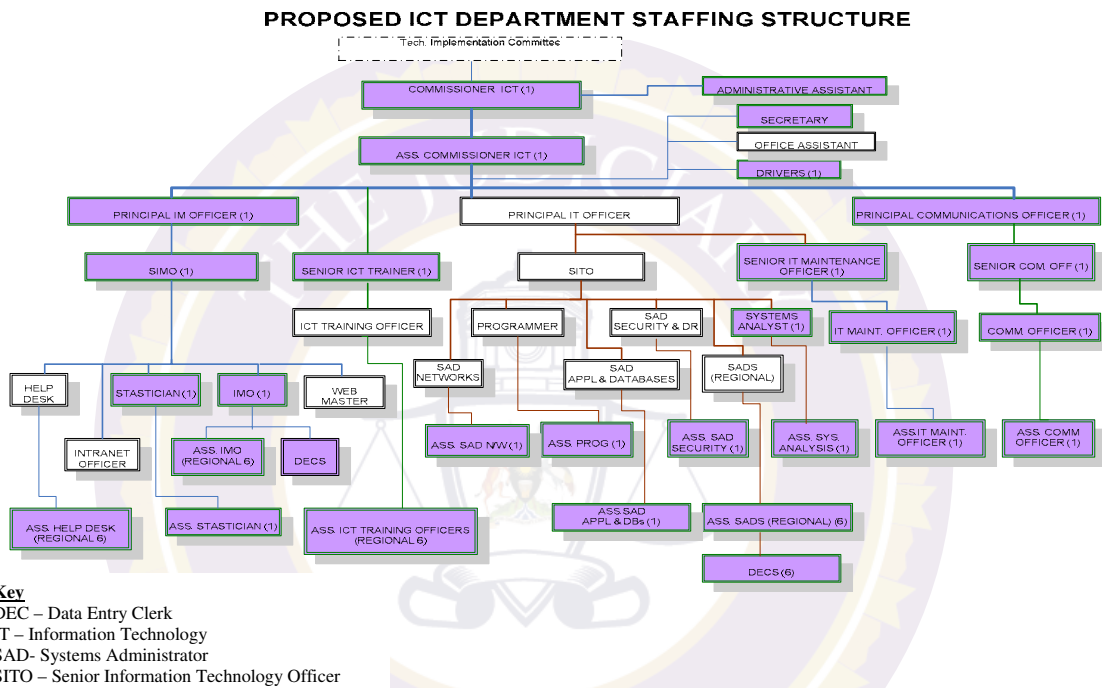 PROPOSED ICT DEPARTMENT STAFFING STRUCTURE
Tech. Implementation Committee
COMMISSIONER ICT (1)
ADMINISTRATIVE ASSISTANT
SECRETARY
OFFICE ASSISTANT
ASS. COMMISSIONER ICT (1)
DRIVERS (1)
PRINCIPAL IM OFFICER (1)
PRINCIPAL IT OFFICER
PRINCIPAL COMMUNICATIONS OFFICER (1)
SIMO (1)
SENIOR ICT TRAINER (1)
SITO
SENIOR IT MAINTENANCE
OFFICER (1)
SENIOR COM. OFF (1)
ICT TRAINING OFFICER
PROGRAMMER
SAD
SECURITY & DR
SYSTEMS
ANALYST (1)
IT MAINT. OFFICER (1)
COMM. OFFICER (1)
SAD
NETWORKS
SAD
APPL & DATABASES
SADS
(REGIONAL)
HELP
DESK
STASTICIAN (1)
IMO (1)
WEB
MASTER
INTRANET
OFFICER
ASS. IMO
(REGIONAL 6)
DECS
ASS. SAD N/W (1)
ASS. PROG (1)
ASS. SAD
SECURITY (1)
ASS. SYS.
ANALYSIS (1)
ASS.IT MAINT.
OFFICER (1)
ASS. COMM
OFFICER (1)
ASS. HELP DESK
(REGIONAL 6)
ASS. STASTICIAN (1)
ASS. ICT TRAINING OFFICERS
(REGIONAL 6)
ASS.SAD
APPL & DBs (1)
ASS. SADS (REGIONAL) (6)
DECS (6)
THE JUDICIARY
Key
DEC – Data Entry Clerk
IT – Information Technology
SAD- Systems Administrator
SITO – Senior Information Technology Officer